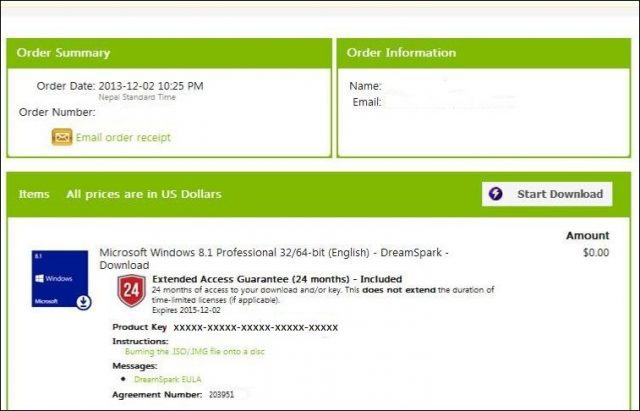 Order Summary
Order Date: 2013-12-02 10:25 PM
Nepal Standard Time
Order Number:
Email order receipt
Order Information
Name:
Email:
Items All prices are in US Dollars
Start Download
Amount
8.1
Windows
Microsoft
Microsoft Windows 8.1 Professional 32/64-bit (English) - DreamSpark - $0.00
Download
24
Extended Access Guarantee (24 months) - Included
24 months of access to your download and/or key. This does not extend the duration of
time-limited licenses (if applicable).
Expires 2015-12-02
Product Key XXXXX-XXXXX-XXXXX-XXXXX-XXXXX
Instructions:
Burning the .ISO/.IMG file onto a disc
Messages:
• DreamSpark EULA
Agreement Number: 203951